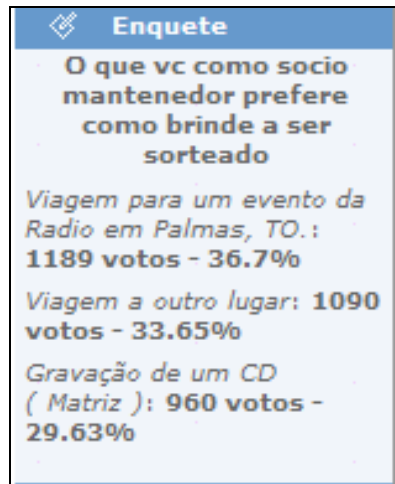 Enquete
O que vc como socio
mantenedor prefere
como brinde a ser
sorteado
Viagem para um evento da
Radio em Palmas, TO.:
1189 votos - 36.7%
Viagem a outro lugar: 1090
votos - 33.65%
Gravação de um CD
( Matriz ): 960 votos -
29.63%